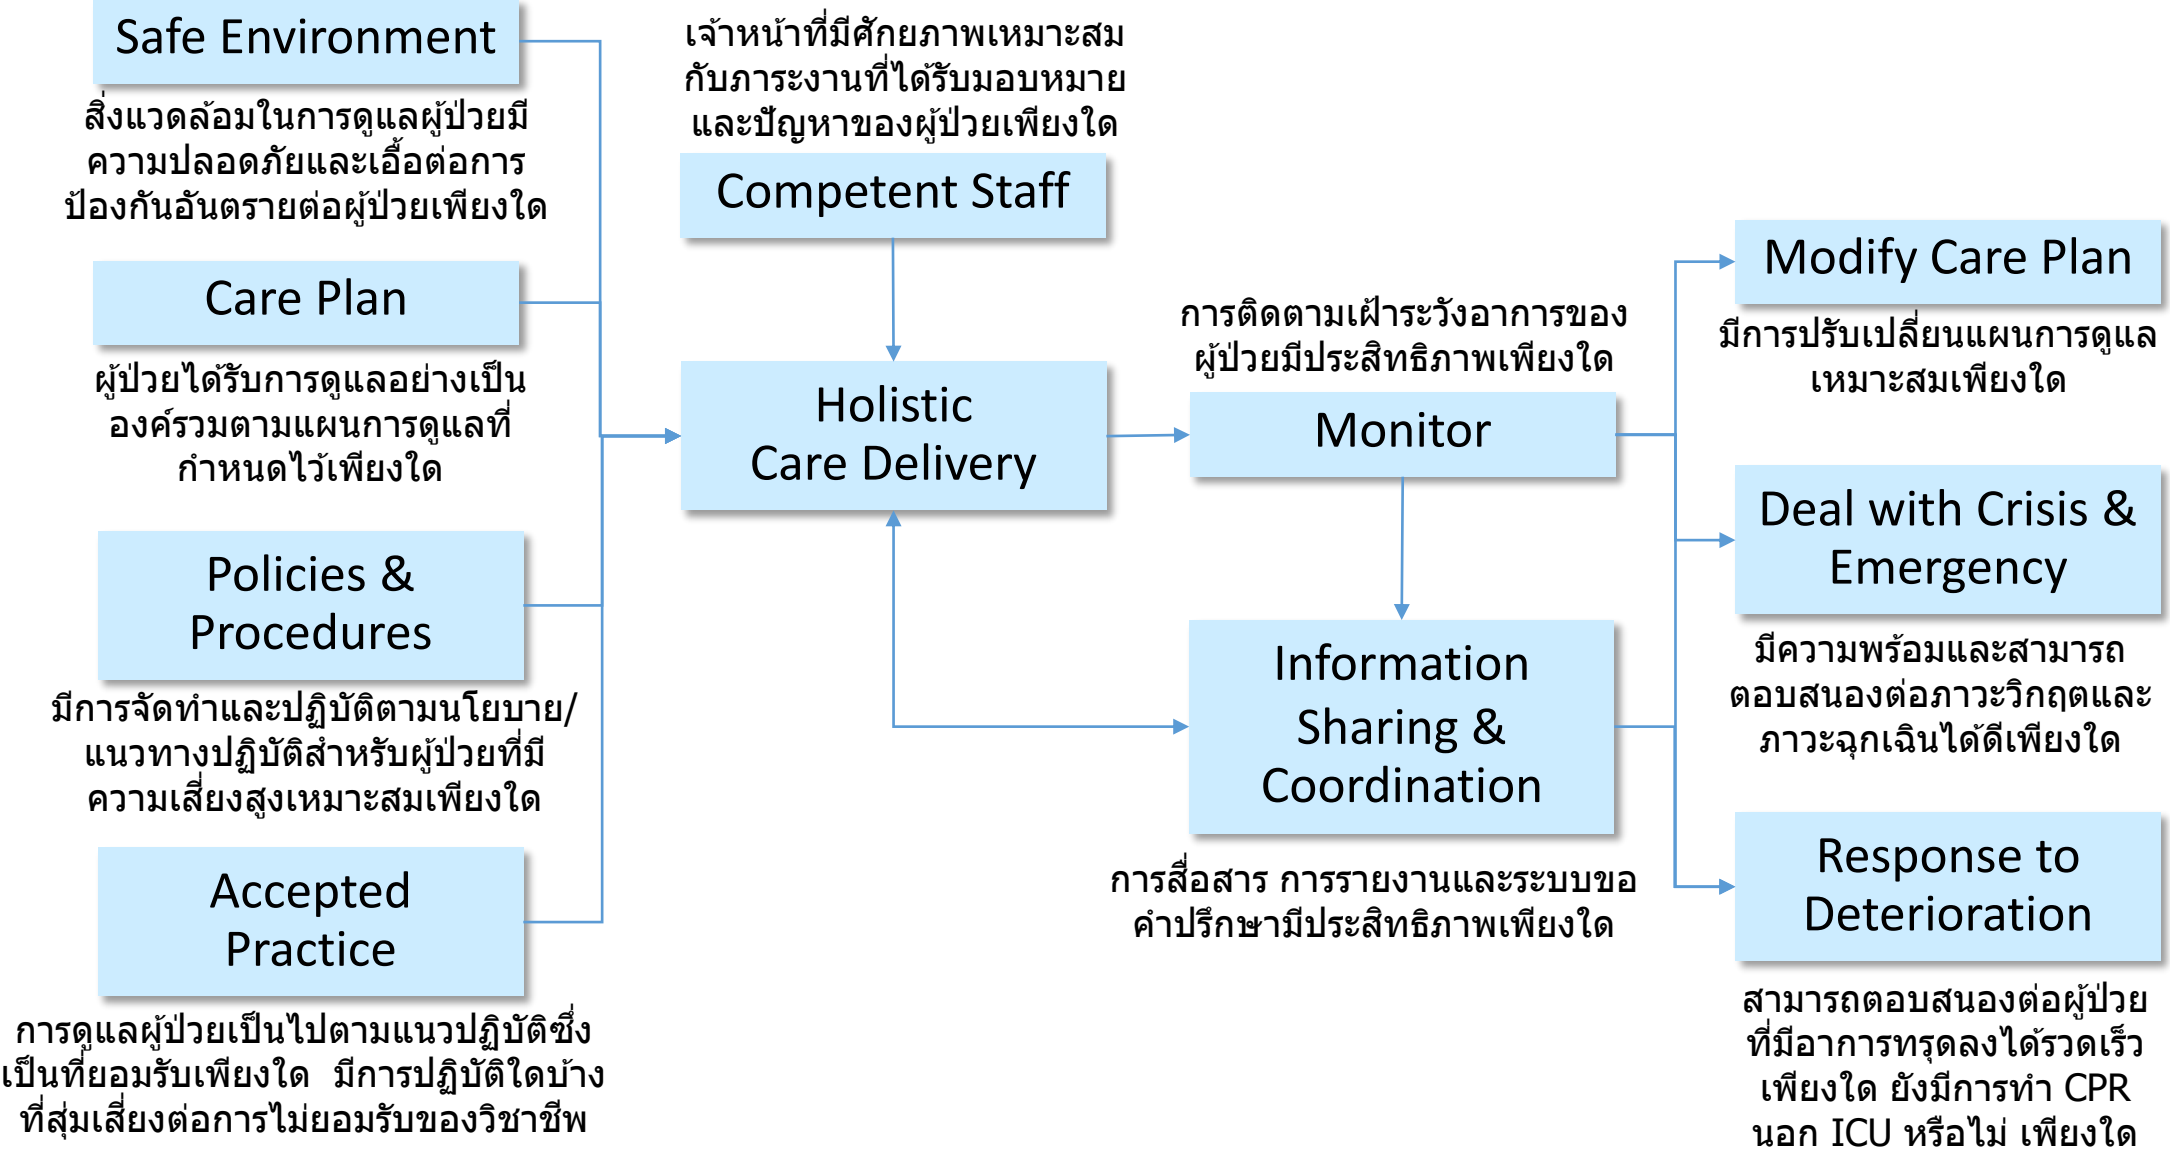 Safe Environment
สิ่งแวดล้อมในการดูแลผู้ป่วยมี
ความปลอดภัยและเอื้อต่อการ
ป้องกันอันตรายต่อผู้ป่วยเพียงใด
Care Plan
ผู้ป่วยได้รับการดูแลอย่างเป็น
องค์รวมตามแผนการดูแลที่
กำหนดไว้เพียงใด
Policies &
Procedures
มีการจัดทำและปฏิบัติตามนโยบาย/
แนวทางปฏิบัติสำหรับผู้ป่วยที่มี
ความเสี่ยงสูงเหมาะสมเพียงใด
Accepted
Practice
การดูแลผู้ป่วยเป็นไปตามแนวปฏิบัติซึ่ง
เป็นที่ยอมรับเพียงใด มีการปฏิบัติใดบ้าง
ที่สุ่มเสี่ยงต่อการไม่ยอมรับของวิชาชีพ
เจ้าหน้าที่มีศักยภาพเหมาะสม
กับภาระงานที่ได้รับมอบหมาย
และปัญหาของผู้ป่วยเพียงใด
Competent Staff
Holistic
Care Delivery
การติดตามเฝ้าระวังอาการของ
ผู้ป่วยมีประสิทธิภาพเพียงใด
Monitor
Information
Sharing &
Coordination
การสื่อสาร การรายงานและระบบขอ
คำปรึกษามีประสิทธิภาพเพียงใด
Modify Care Plan
มีการปรับเปลี่ยนแผนการดูแล
เหมาะสมเพียงใด
Deal with Crisis &
Emergency
มีความพร้อมและสามารถ
ตอบสนองต่อภาวะวิกฤตและ
ภาวะฉุกเฉินได้ดีเพียงใด
Response to
Deterioration
สามารถตอบสนองต่อผู้ป่วย
ที่มีอาการทรุดลงได้รวดเร็ว
เพียงใด ยังมีการทำ CPR
นอก ICU หรือไม่ เพียงใด